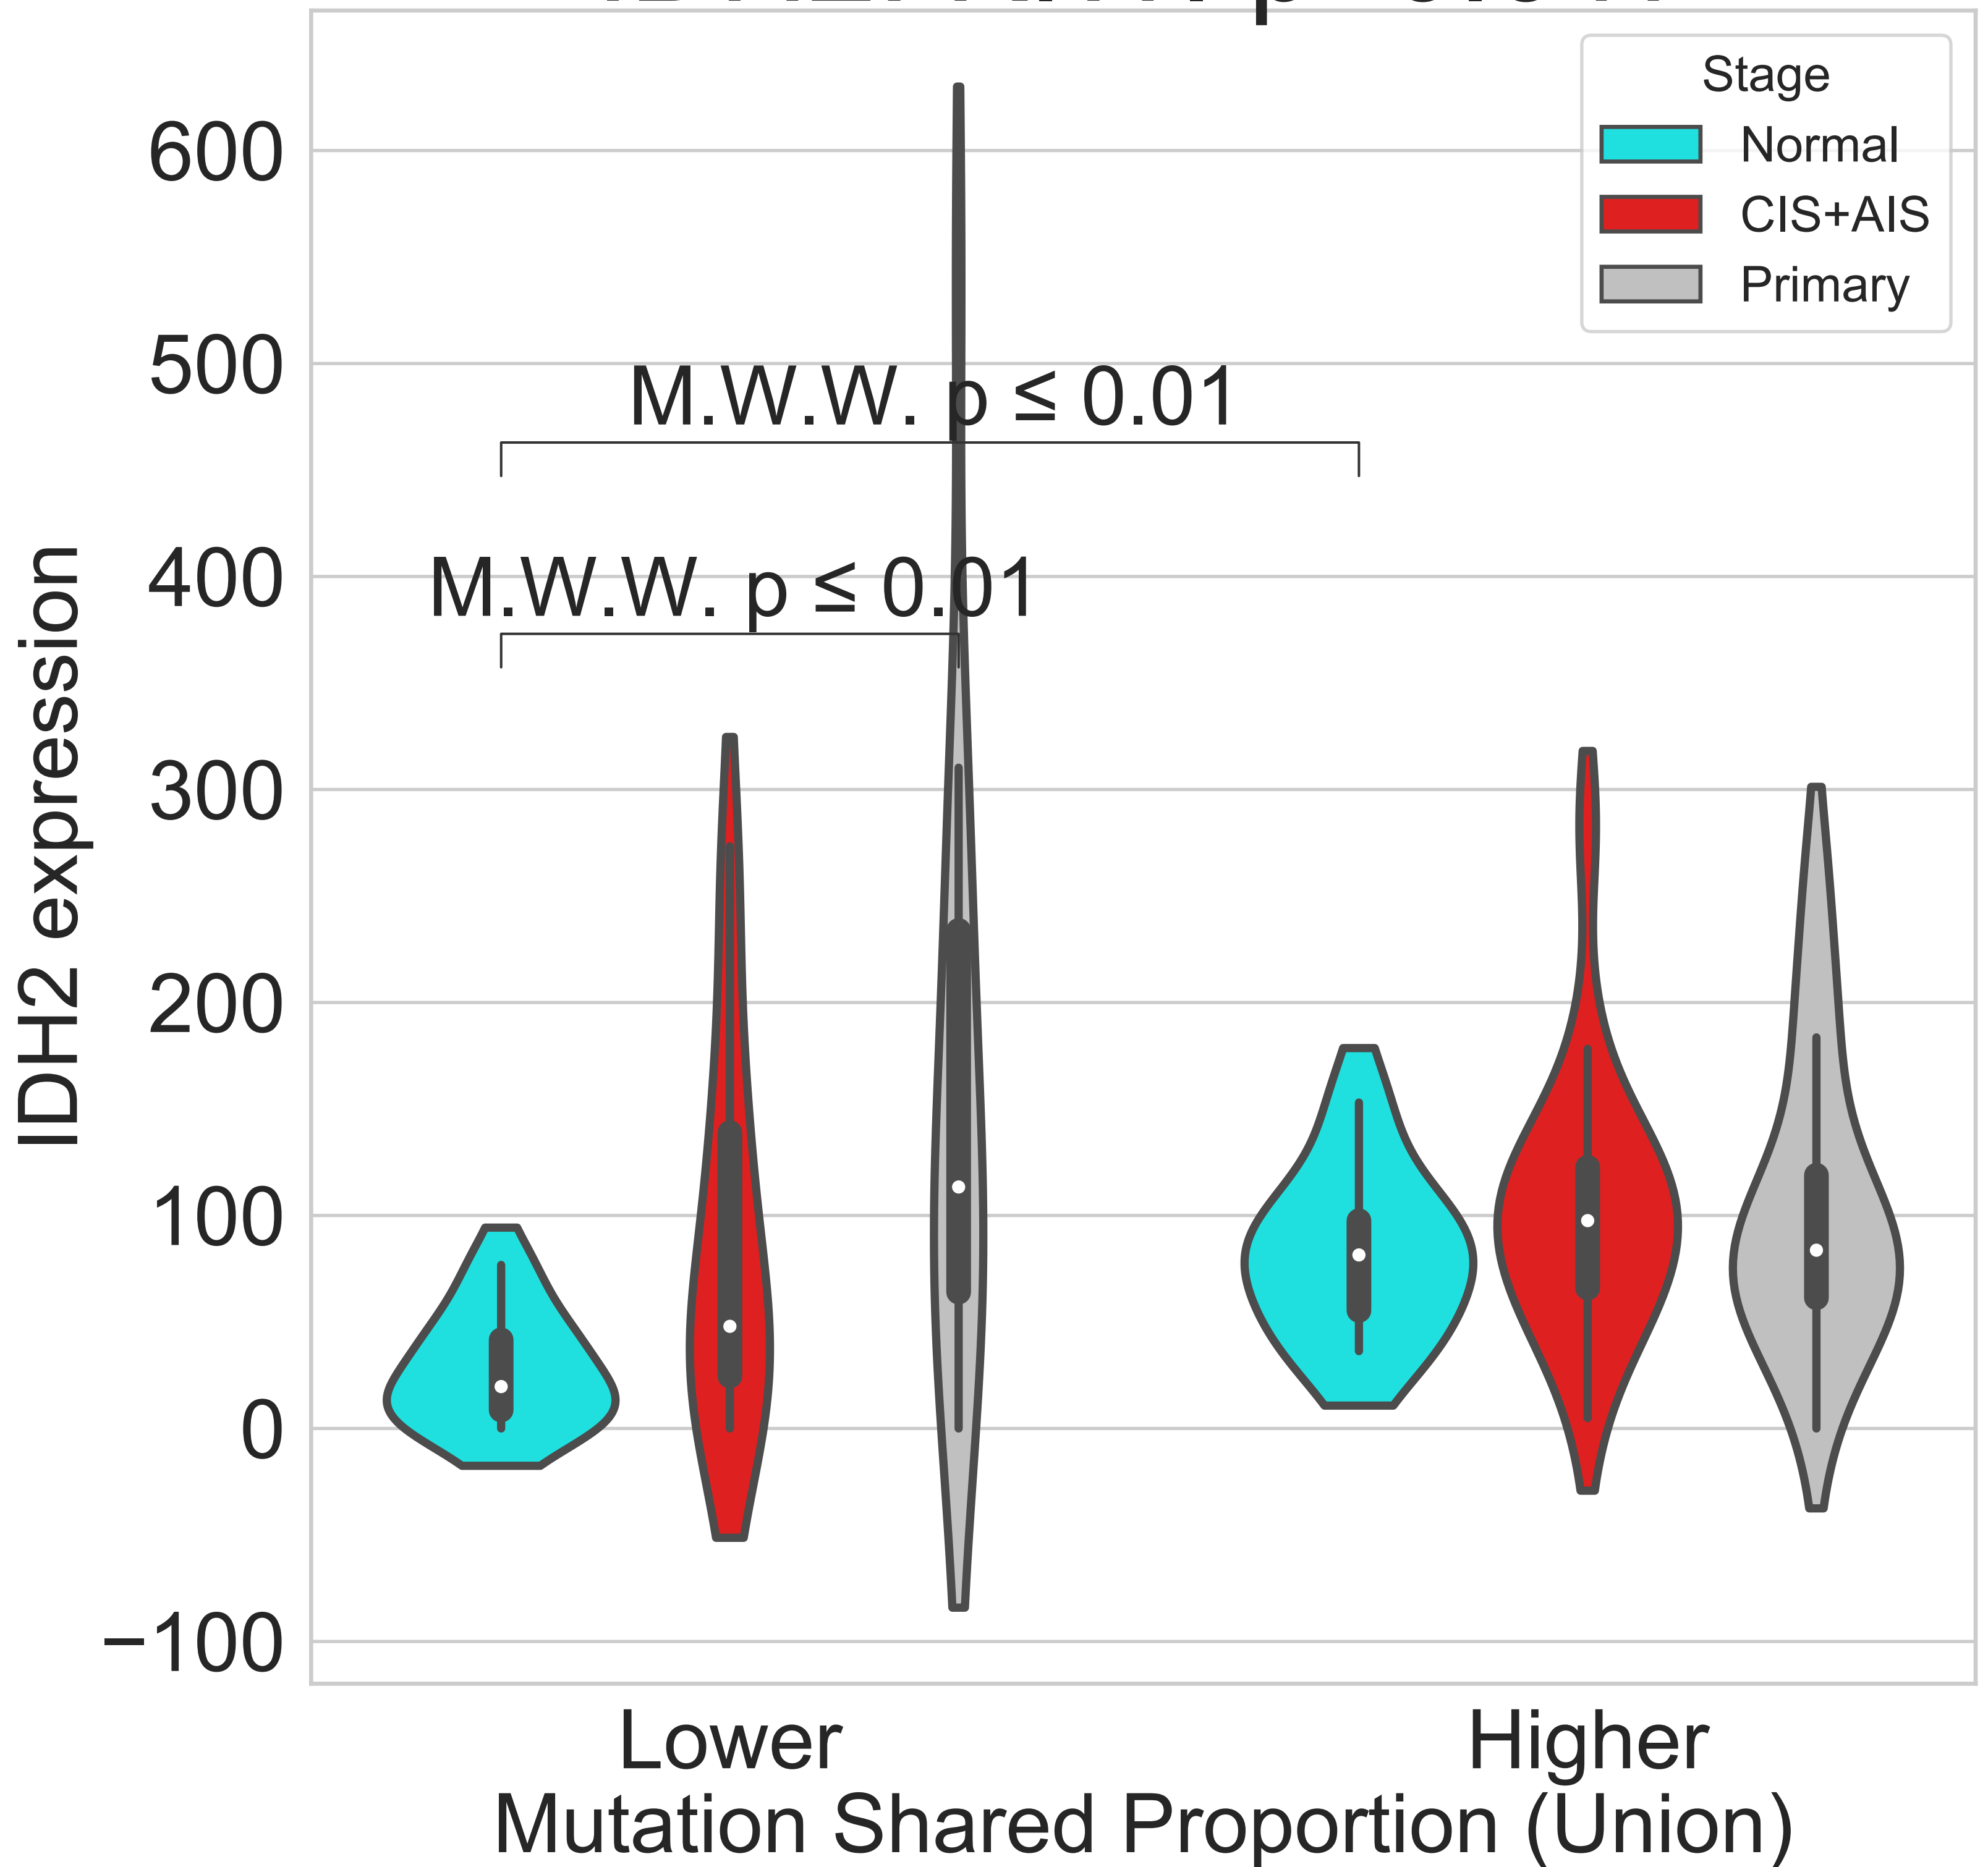 Stage
Normal
CIS+AIS
Primary
600
500
400
300
200
100
0
−100
IDH2 expression
M.W.W. p ≤ 0.01
M.W.W. p ≤ 0.01
Lower
Higher
Mutation Shared Proportion (Union)